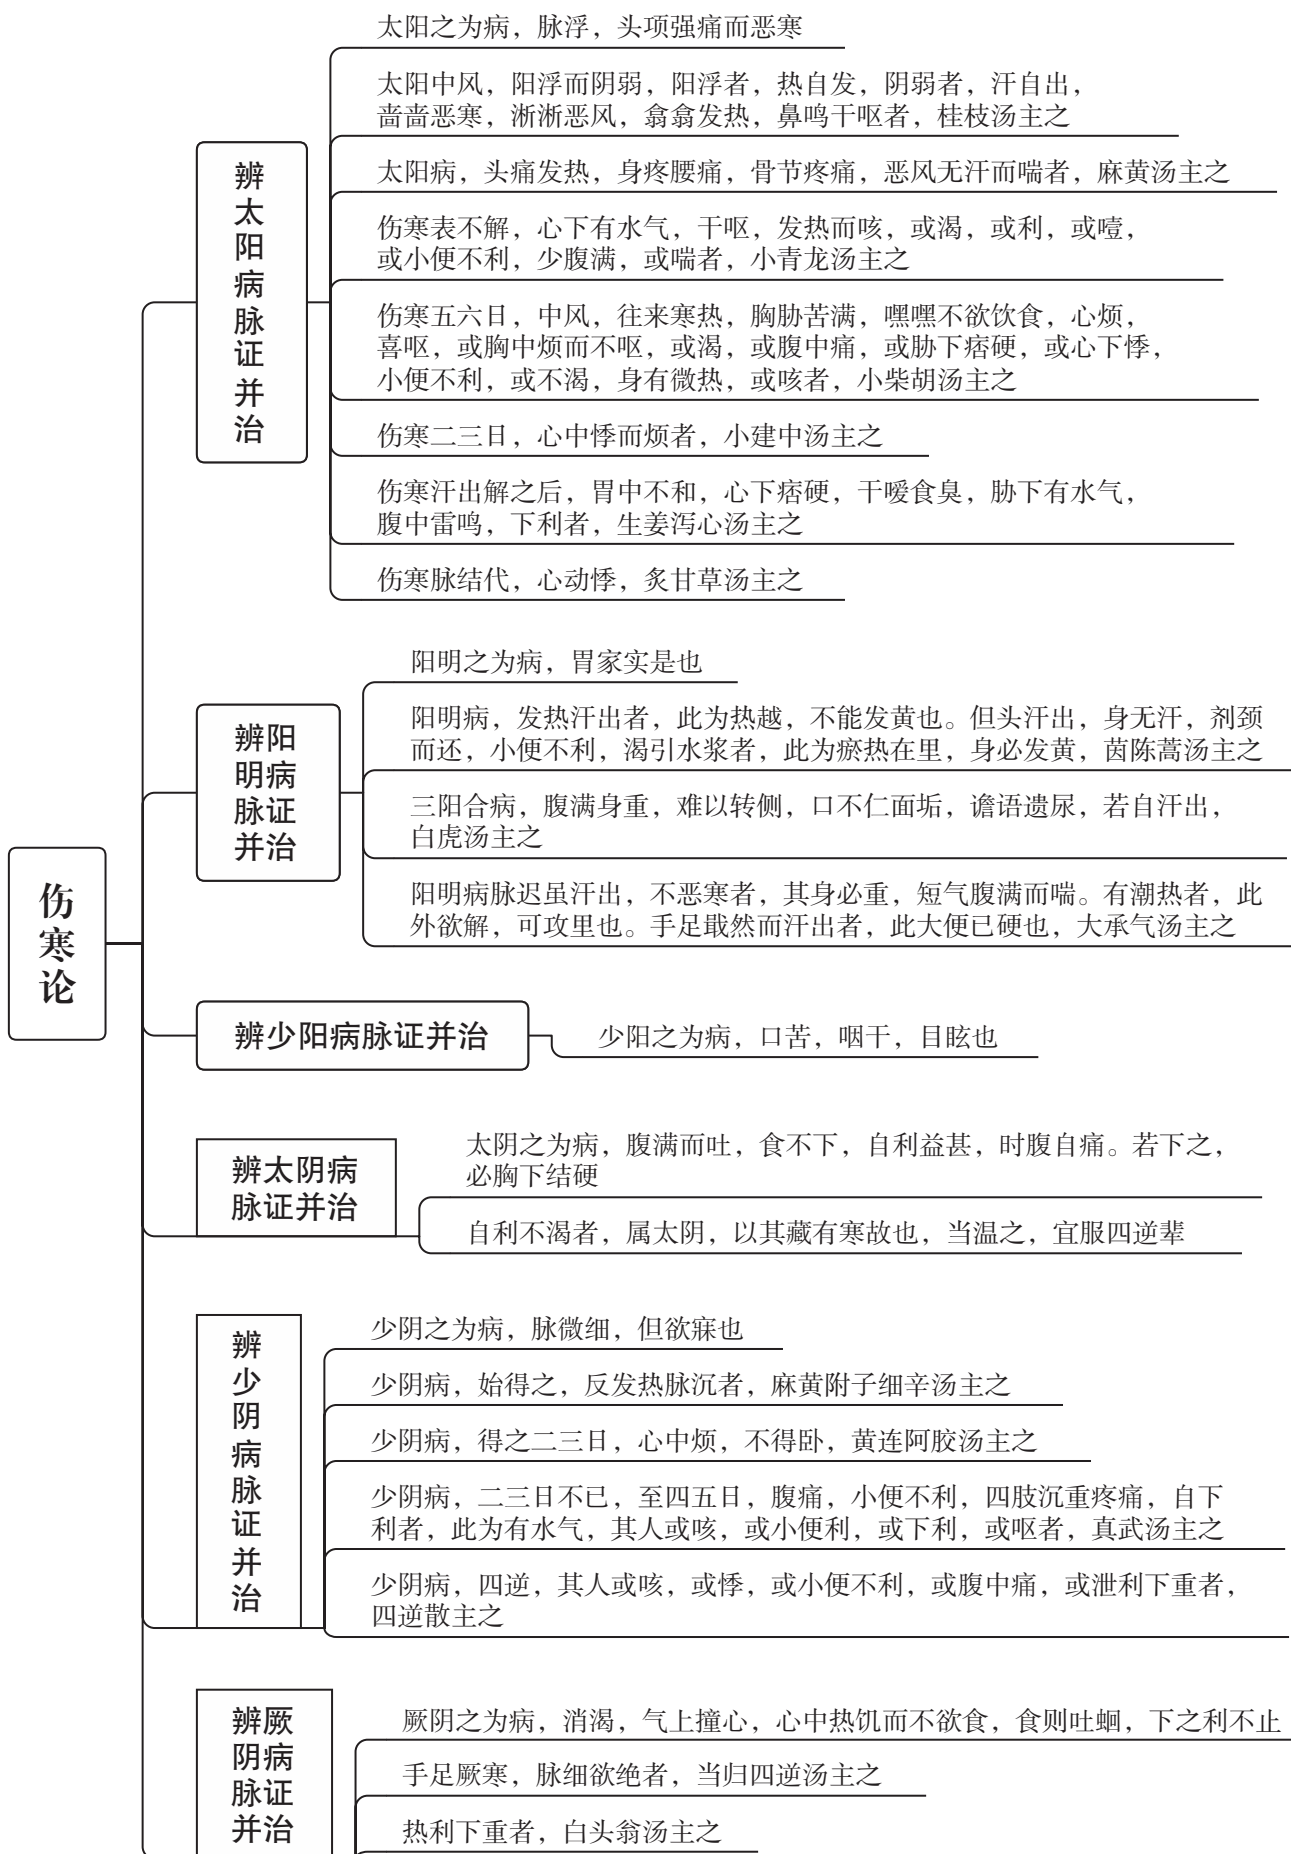 伤寒论
辨太阳病脉证并治
太阳之为病，脉浮，头项强痛而恶寒
太阳中风，阳浮而阴弱，阳浮者，热自发，阴弱者，汗自出，
啬啬恶寒，淅淅恶风，翕翕发热，鼻鸣干呕者，桂枝汤主之
太阳病，头痛发热，身疼腰痛，骨节疼痛，恶风无汗而喘者，麻黄汤主之
伤寒表不解，心下有水气，干呕，发热而咳，或渴，或利，或噎，
或小便不利，少腹满，或喘者，小青龙汤主之
伤寒五六日，中风，往来寒热，胸胁苦满，嘿嘿不欲饮食，心烦，
喜呕，或胸中烦而不呕，或渴，或腹中痛，或胁下痞硬，或心下悸，
小便不利，或不渴，身有微热，或咳者，小柴胡汤主之
伤寒二三日，心中悸而烦者，小建中汤主之
伤寒汗出解之后，胃中不和，心下痞硬，干嗳食臭，胁下有水气，
腹中雷鸣，下利者，生姜泻心汤主之
伤寒脉结代，心动悸，炙甘草汤主之
辨阳
明病
脉证
并治
阳明之为病，胃家实是也
阳明病，发热汗出者，此为热越，不能发黄也。但头汗出，身无汗，剂颈
而还，小便不利，渴引水浆者，此为瘀热在里，身必发黄，茵陈蒿汤主之
三阳合病，腹满身重，难以转侧，口不仁面垢，谵语遗尿，若自汗出，
白虎汤主之
阳明病脉迟虽汗出，不恶寒者，其身必重，短气腹满而喘。有潮热者，此
外欲解，可攻里也。手足戢然而汗出者，此大便已硬也，大承气汤主之
辨少阳病脉证并治
少阳之为病，口苦，咽干，目眩也
辨太阴病
脉证并治
太阴之为病，腹满而吐，食不下，自利益甚，时腹自痛。若下之，
必胸下结硬
自利不渴者，属太阴，以其藏有寒故也，当温之，宜服四逆辈
辨少阴病脉证并治
少阴之为病，脉微细，但欲寐也
少阴病，始得之，反发热脉沉者，麻黄附子细辛汤主之
少阴病，得之二三日，心中烦，不得卧，黄连阿胶汤主之
少阴病，二三日不已，至四五日，腹痛，小便不利，四肢沉重疼痛，自下
利者，此为有水气，其人或咳，或小便利，或下利，或呕者，真武汤主之
少阴病，四逆，其人或咳，或悸，或小便不利，或腹中痛，或泄利下重者，
四逆散主之
辨厥
阴病
脉证
并治
厥阴之为病，消渴，气上撞心，心中热饥而不欲食，食则吐蛔，下之利不止
手足厥寒，脉细欲绝者，当归四逆汤主之
热利下重者，白头翁汤主之